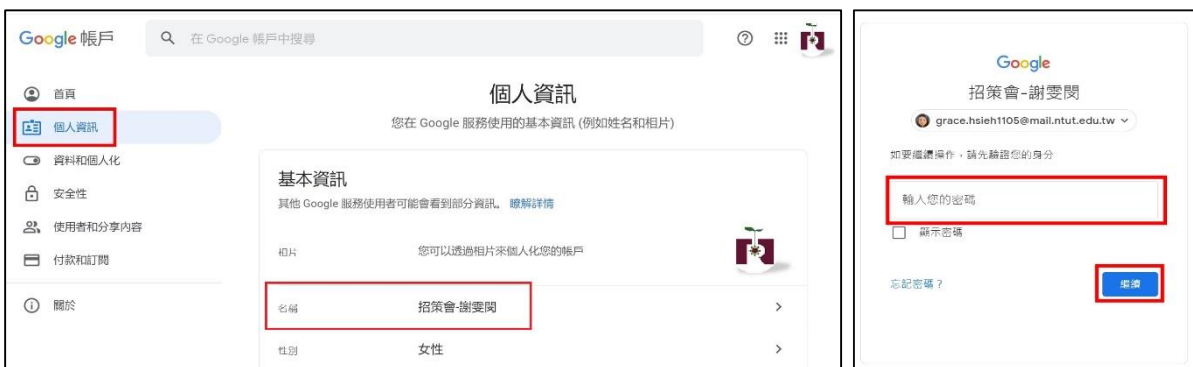 Google 帳戶
在 Google 帳戶中搜尋
首頁
個人資訊
資料和個人化
安全性
使用者和分享內容
付款和訂閱
關於
個人資訊
您在 Google 服務使用的基本資訊 (例如姓名和相片)
基本資訊
其他 Google 服務使用者可能會看到部分資訊。 瞭解詳情
相片 您可以透過相片來個人化您的帳戶
名稱 招策會-謝雯閔
性別 女性
Google
招策會-謝雯閔
grace.hsieh1105@mail.ntut.edu.tw
如要繼續操作，請先驗證您的身分
輸入您的密碼
顯示密碼
忘記密碼？
繼續